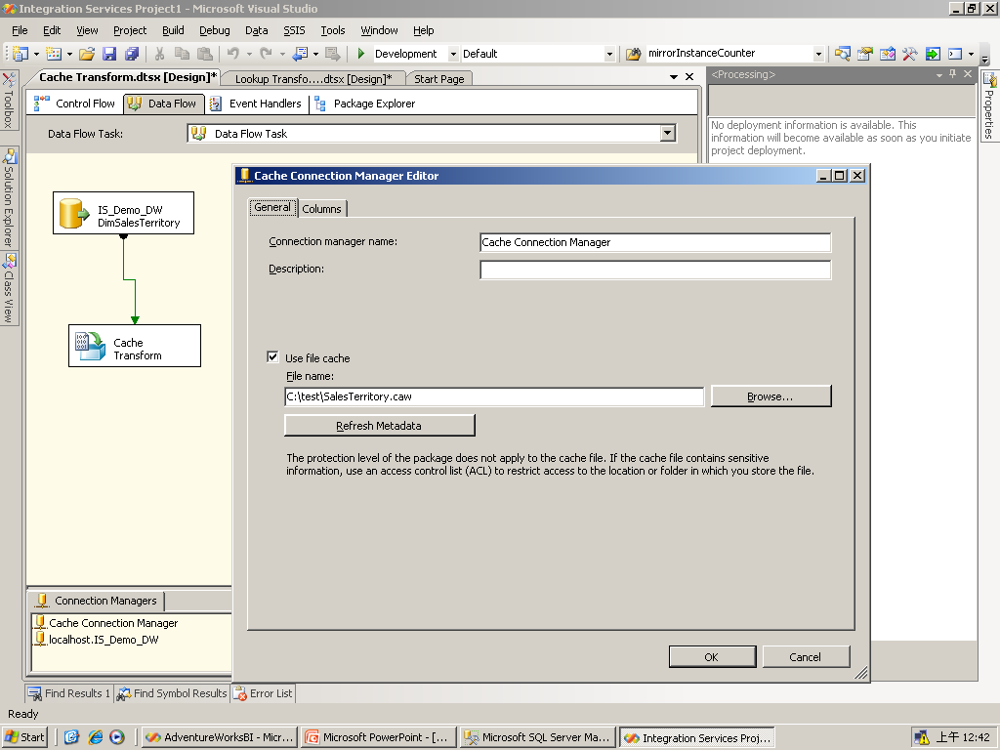 Integration Services Project1 - Microsoft Visual Studio
File Edit View Project Build Debug Data SSIS Tools Window Help
Development Default mirrorInstanceCounter
Cache Transform.dtsx [Design]* Lookup Transfo....dtsx [Design]* Start Page
<Processing>
Control Flow Data Flow Event Handlers Package Explorer
Data Flow Task: Data Flow Task
No deployment information is available. This
information will become available as soon as you initiate
project deployment.
Toolbox
Solution Explorer
Class View
Properties
IS_Demo_DW
DimSalesTerritory
Cache
Transform
Cache Connection Manager Editor
General Columns
Connection manager name: Cache Connection Manager
Description:
Use file cache
File name:
C:\test\SalesTerritory.caw Browse...
Refresh Metadata
The protection level of the package does not apply to the cache file. If the cache file contains sensitive
information, use an access control list (ACL) to restrict access to the location or folder in which you store the file.
OK Cancel
Connection Managers
Cache Connection Manager
localhost.IS_Demo_DW
Find Results 1 Find Symbol Results Error List
Ready
Start AdventureWorksBI - Micr... Microsoft PowerPoint - [... Microsoft SQL Server Ma... Integration Services Proj... 上午 12:42